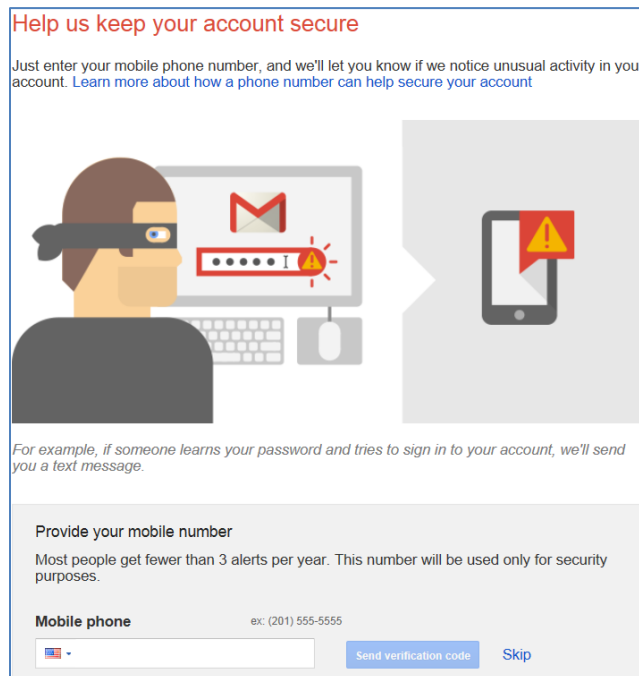 Help us keep your account secure
Just enter your mobile phone number, and we'll let you know if we notice unusual activity in you
account. Learn more about how a phone number can help secure your account
For example, if someone learns your password and tries to sign in to your account, we'll send
you a text message.
Provide your mobile number
Most people get fewer than 3 alerts per year. This number will be used only for security
purposes.
Mobile phone ex: (201) 555-5555
Send verification code Skip